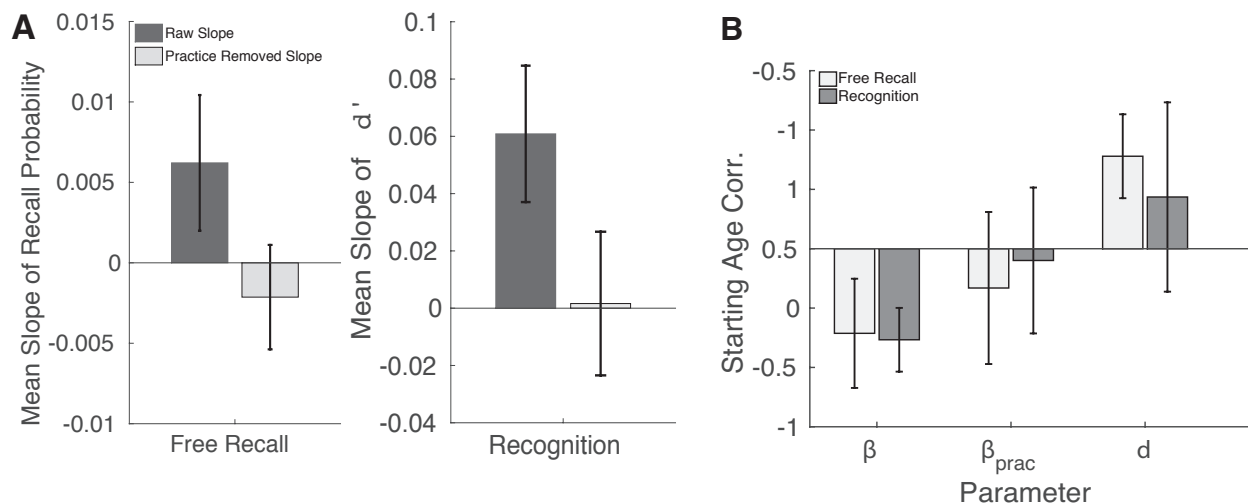 A
0.015
0.01
0.005
0
-0.005
-0.01
Mean Slope of Recall Probability
Raw Slope
Practice Removed Slope
Free Recall
0.1
0.08
0.06
0.04
0.02
0
-0.02
-0.04
Mean Slope of d'
Recognition
B
-0.5
-1
1
0.5
0
-0.5
-1
Starting Age Corr.
Free Recall
Recognition
β
βprac
d
Parameter